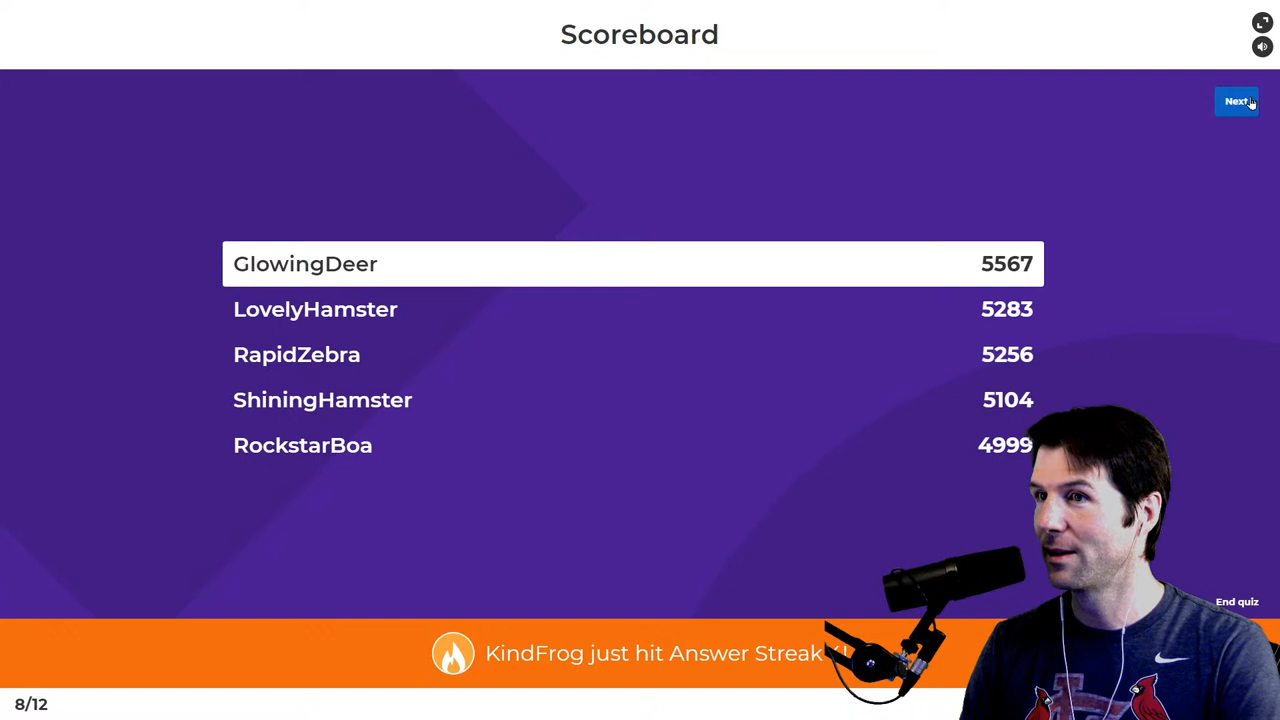 Scoreboard
Next
GlowingDeer 5567
LovelyHamster 5283
RapidZebra 5256
ShiningHamster 5104
RockstarBoa 4999
End quiz
KindFrog just hit Answer Streak
8/12